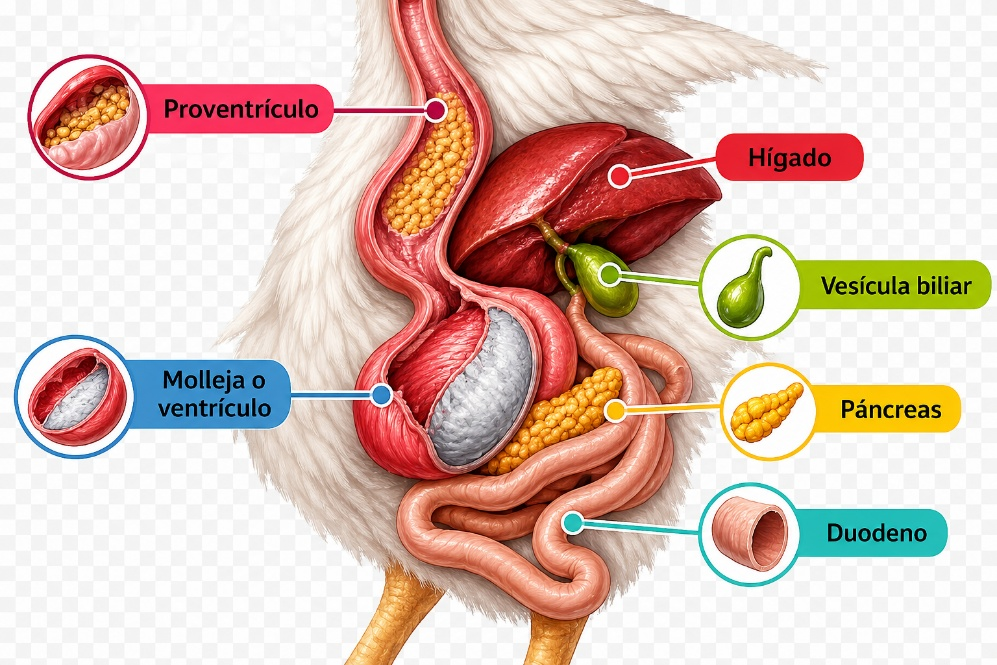 Proventrículo
Hígado
Vesícula biliar
Molleja o
ventrículo
Páncreas
Duodeno